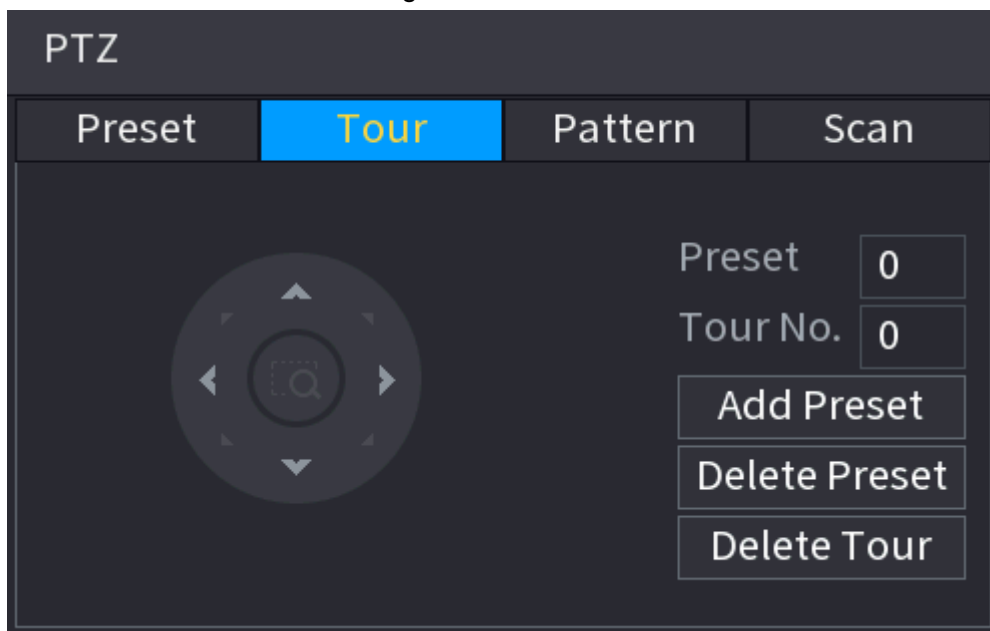 PTZ
Preset Tour Pattern Scan
Preset 0
Tour No. 0
Add Preset
Delete Preset
Delete Tour